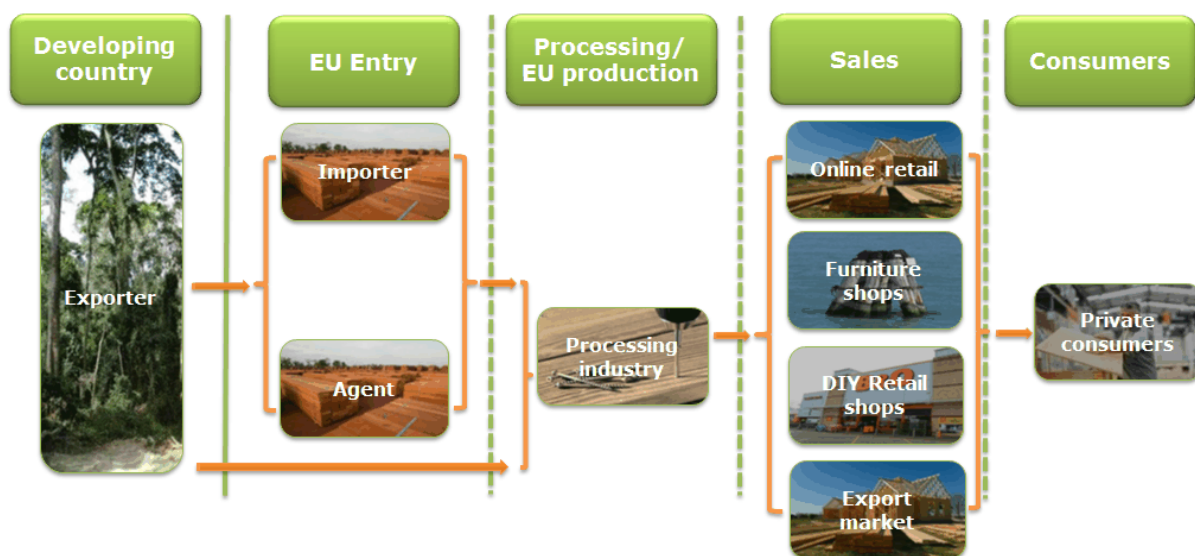 Developing
country
EU Entry
Processing/
EU production
Sales
Consumers
Exporter
Importer
Agent
Processing
industry
Online retail
Furniture
shops
DIY Retail
shops
Export
market
Private
consumers